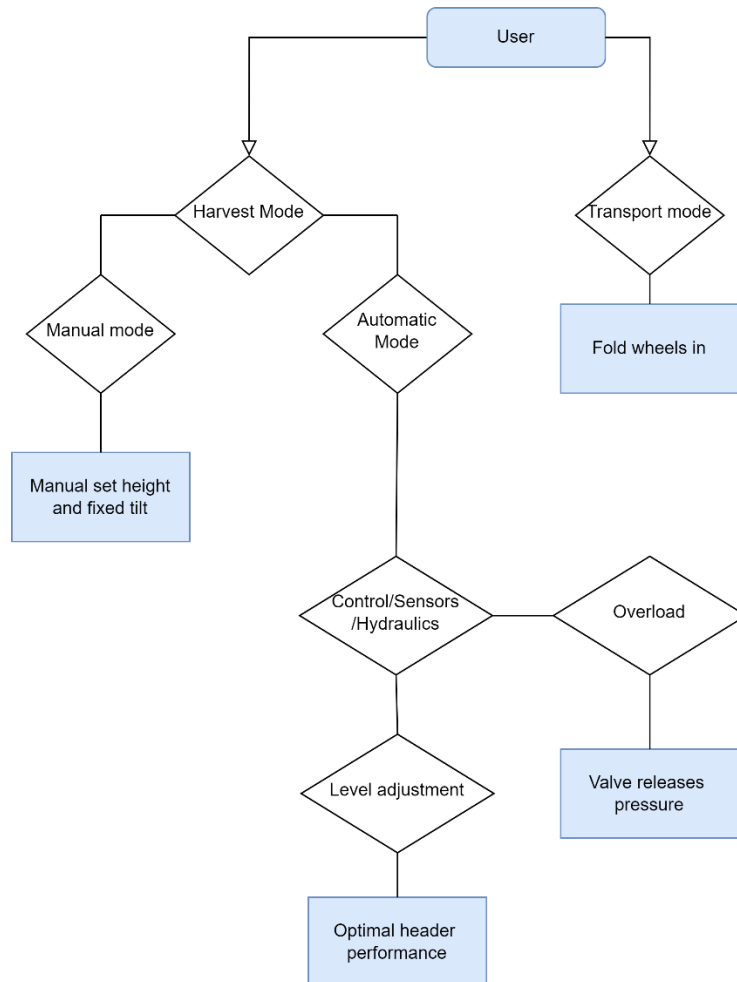 User
Harvest Mode
Transport mode
Manual mode
Automatic
Mode
Fold wheels in
Manual set height
and fixed tilt
Control/Sensors
/Hydraulics
Overload
Level adjustment
Valve releases
pressure
Optimal header
performance